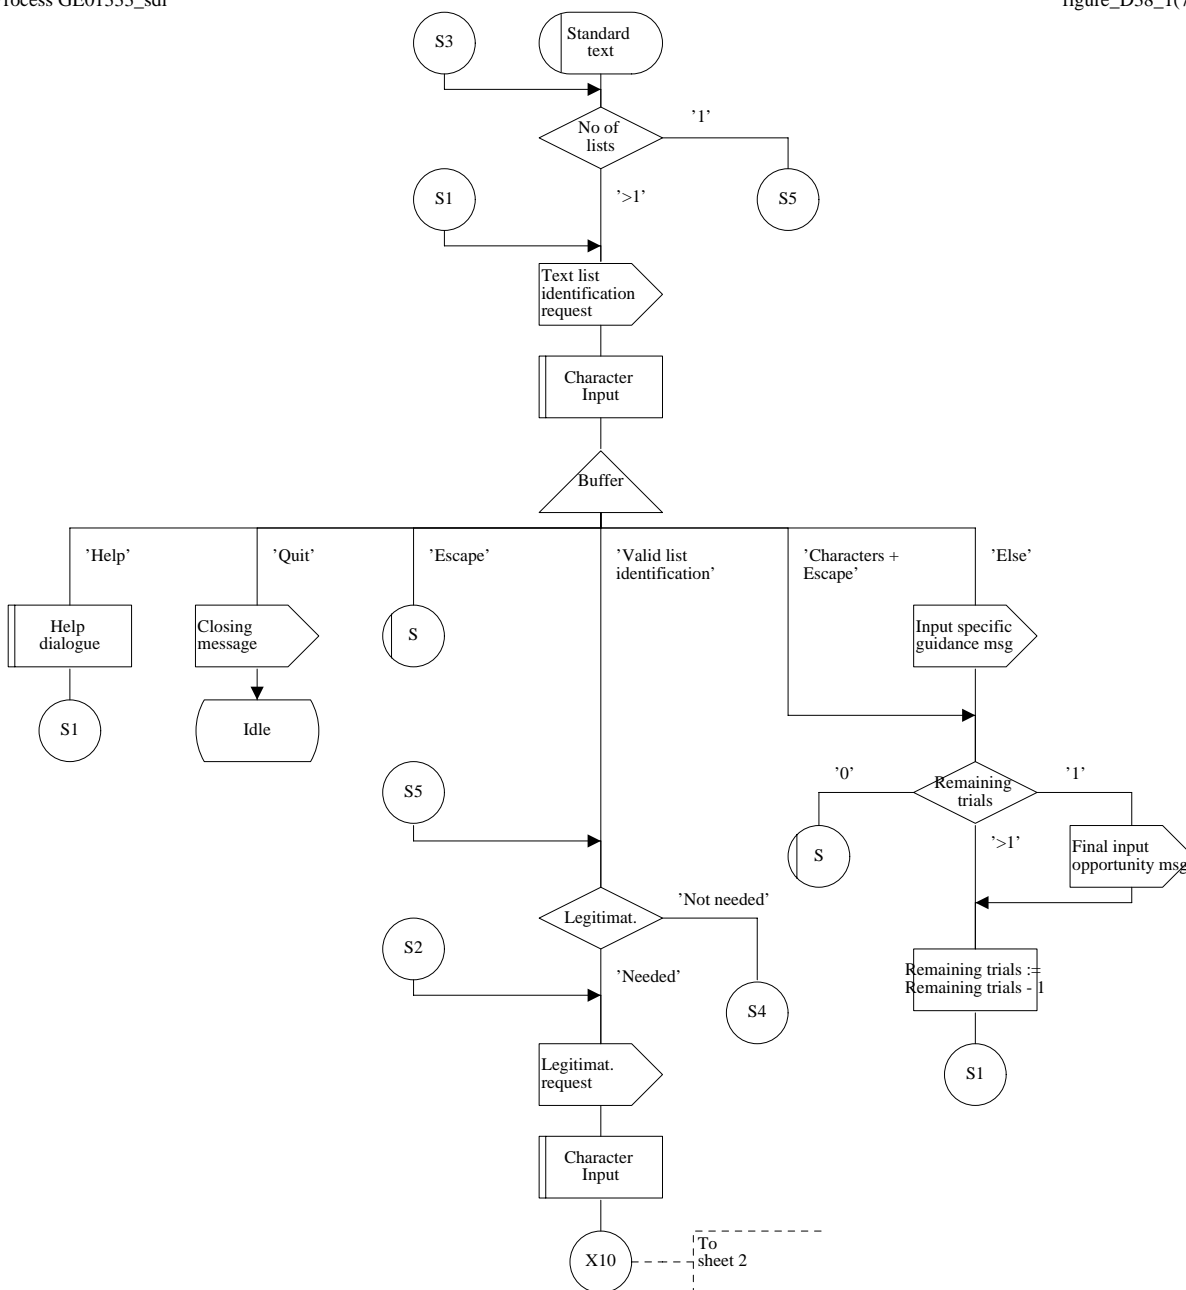 S3
Standard
text
'1'
No of
lists
S1
'>1'
S5
Text list
identification
request
Character
Input
Buffer
'Help'
'Quit'
'Escape'
'Valid list
identification'
'Characters +
Escape'
'Else'
Help
dialogue
Closing
message
S
Input specific
guidance msg
S1
Idle
S5
'0'
Remaining
trials
'1'
S
'>1'
Final input
opportunity msg
Legitimat.
'Not needed'
S2
'Needed'
S4
Remaining trials :=
Remaining trials - 1
S1
Legitimat.
request
Character
Input
X10
To
sheet 2